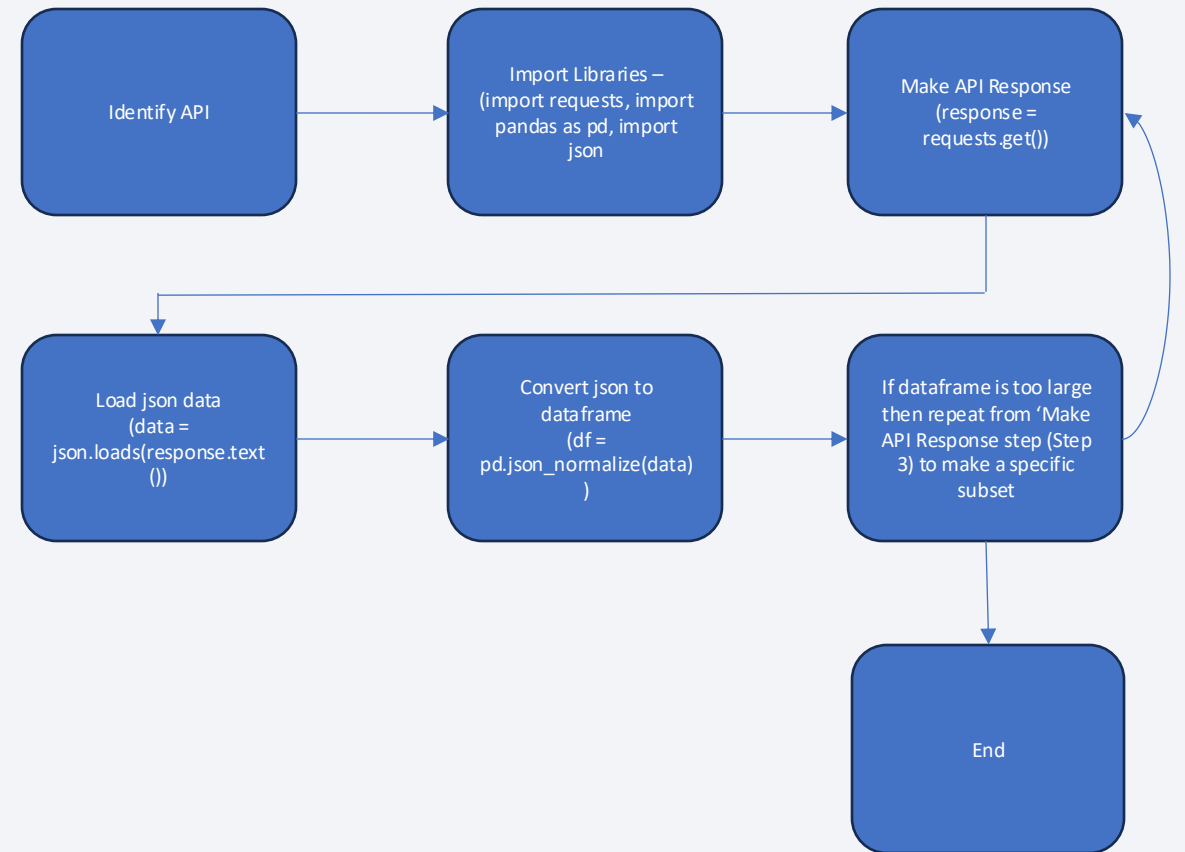 Identify API
Import Libraries –
(import requests, import
pandas as pd, import
json
Make API Response
(response =
requests.get())
Load json data
(data =
json.loads(response.text
())
Convert json to
dataframe
(df =
pd.json_normalize(data)
)
If dataframe is too large
then repeat from ‘Make
API Response step (Step
3) to make a specific
subset
End